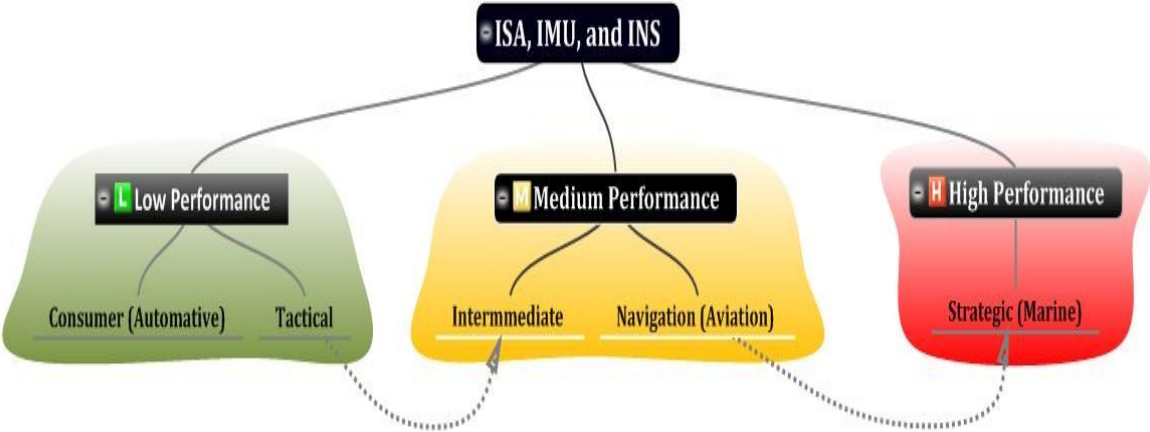 ISA, IMU, and INS
L Low Performance
M Medium Performance
H High Performance
Consumer (Automative)
Tactical
Intermmediate
Navigation (Aviation)
Strategic (Marine)